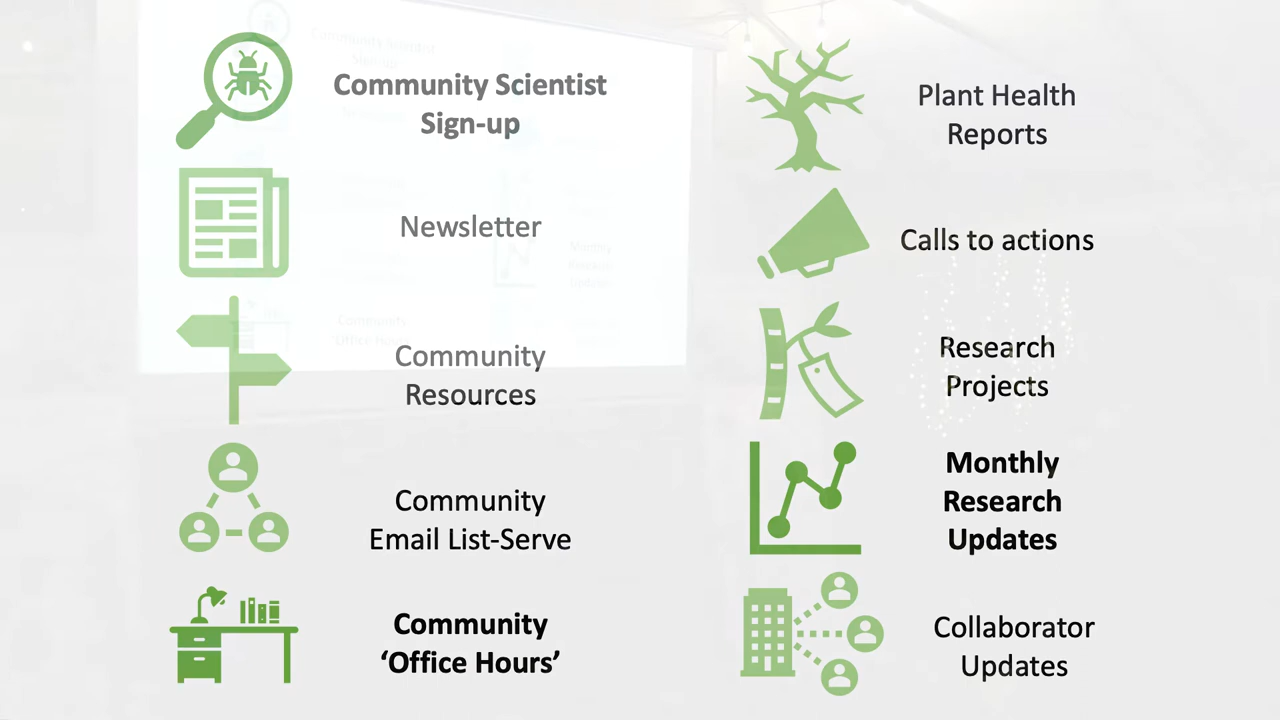 Community Scientist
Sign-up
Newsletter
Community
Resources
Community
Email List-Serve
Community
‘Office Hours’
Plant Health
Reports
Calls to actions
Research
Projects
Monthly
Research
Updates
Collaborator
Updates